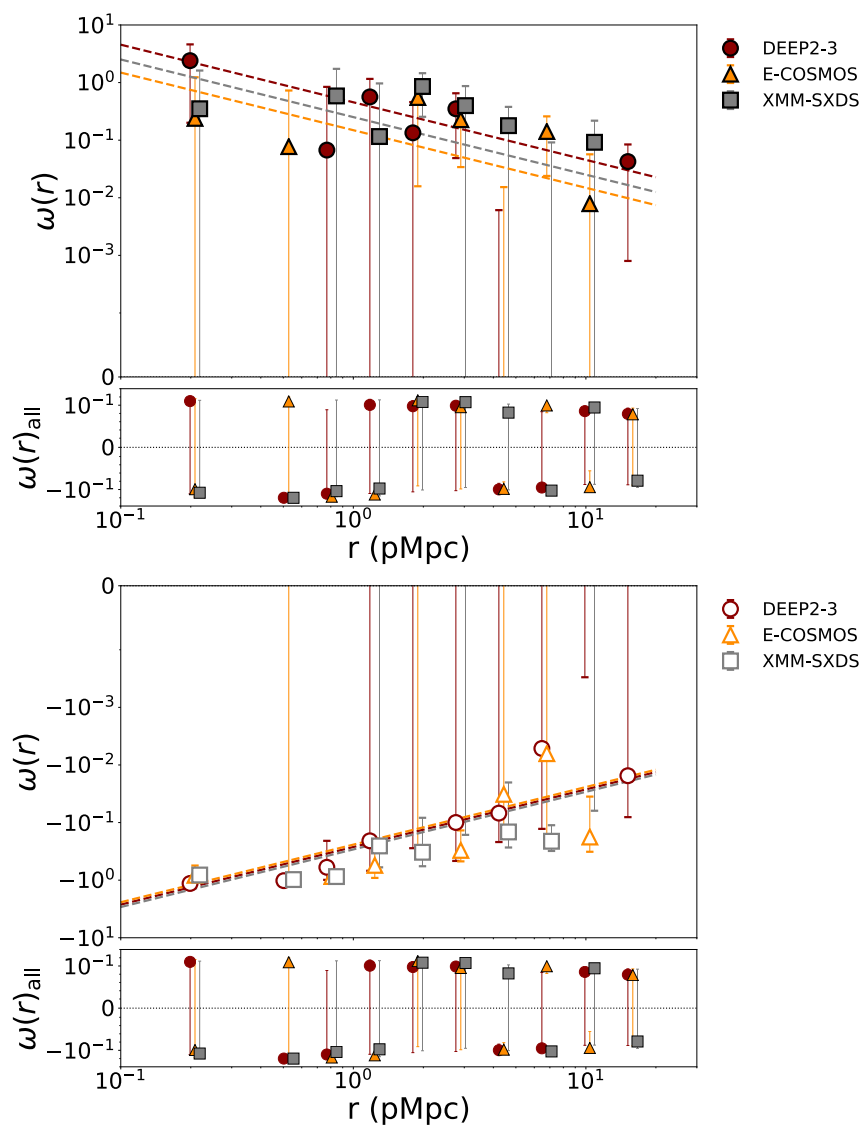 10^1
10^0
10^-1
10^-2
10^-3
0
ω(r)
DEEP2-3
E-COSMOS
XMM-SXDS
10^-1
0
-10^-1
ω(r)_all
10^-1 10^0 10^1
r (pMpc)
0
-10^-3
-10^-2
-10^-1
-10^0
-10^1
ω(r)
DEEP2-3
E-COSMOS
XMM-SXDS
10^-1
0
-10^-1
ω(r)_all
10^-1 10^0 10^1
r (pMpc)